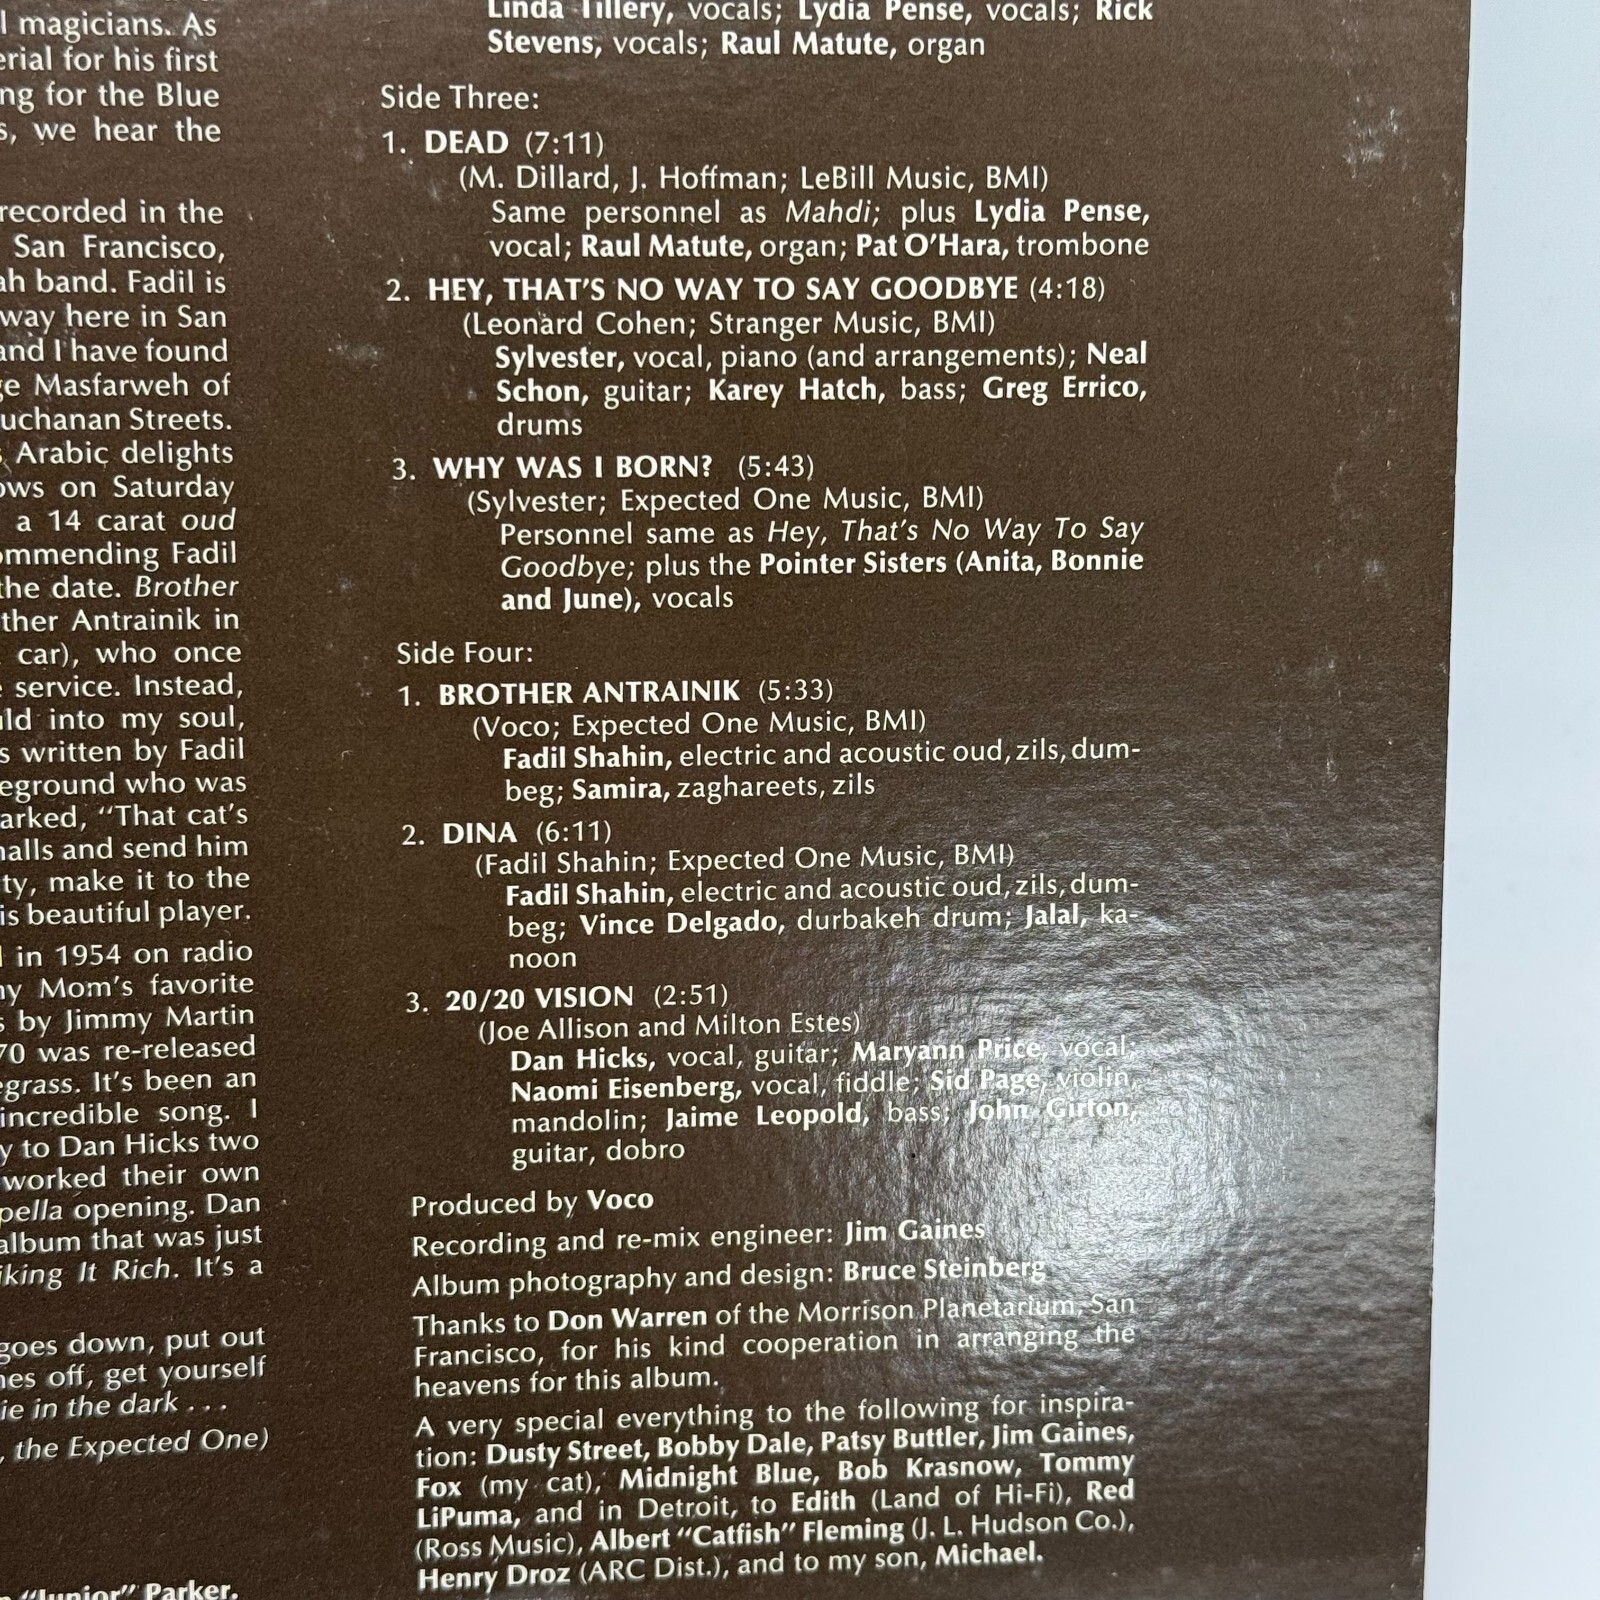 l magicians. As
erial for his first
ng for the Blue
s, we hear the
recorded in the
San Francisco,
ah band. Fadil is
way here in San
and I have found
ge Masfarweh of
uchanan Streets.
s Arabic delights
ows on Saturday
a 14 carat oud
ommending Fadil
the date. Brother
ther Antrainik in
car), who once
e service. Instead,
uld into my soul,
s written by Fadil
eground who was
arked, "That cat's
halls and send him
ty, make it to the
is beautiful player.
in 1954 on radio
ny Mom's favorite
s by Jimmy Martin
70 was re-released
egrass. It's been an
incredible song. I
y to Dan Hicks two
worked their own
pella opening. Dan
album that was just
iking It Rich. It's a
goes down, put out
nes off, get yourself
ie in the dark . . .
, the Expected One)
"Junior" Parker.
Linda Tillery, vocals; Lydia Pense, vocals; Rick
Stevens, vocals; Raul Matute, organ
Side Three:
1. DEAD (7:11)
(M. Dillard, J. Hoffman; LeBill Music, BMI)
Same personnel as Mahdi; plus Lydia Pense,
vocal; Raul Matute, organ; Pat O'Hara, trombone
2. HEY, THAT'S NO WAY TO SAY GOODBYE (4:18)
(Leonard Cohen; Stranger Music, BMI)
Sylvester, vocal, piano (and arrangements); Neal
Schon, guitar; Karey Hatch, bass; Greg Errico,
drums
3. WHY WAS I BORN? (5:43)
(Sylvester; Expected One Music, BMI)
Personnel same as Hey, That's No Way To Say
Goodbye; plus the Pointer Sisters (Anita, Bonnie
and June), vocals
Side Four:
1. BROTHER ANTRAINIK (5:33)
(Voco; Expected One Music, BMI)
Fadil Shahin, electric and acoustic oud, zils, dum-
beg; Samira, zaghareets, zils
2. DINA (6:11)
(Fadil Shahin; Expected One Music, BMI)
Fadil Shahin, electric and acoustic oud, zils, dum-
beg; Vince Delgado, durbakeh drum; Jalal, ka-
noon
3. 20/20 VISION (2:51)
(Joe Allison and Milton Estes)
Dan Hicks, vocal, guitar; Maryann Price, vocal;
Naomi Eisenberg, vocal, fiddle; Sid Page, violin,
mandolin; Jaime Leopold, bass; John Girton,
guitar, dobro
Produced by Voco
Recording and re-mix engineer: Jim Gaines
Album photography and design: Bruce Steinberg
Thanks to Don Warren of the Morrison Planetarium, San
Francisco, for his kind cooperation in arranging the
heavens for this album.
A very special everything to the following for inspira-
tion: Dusty Street, Bobby Dale, Patsy Buttler, Jim Gaines,
Fox (my cat), Midnight Blue, Bob Krasnow, Tommy
LiPuma, and in Detroit, to Edith (Land of Hi-Fi), Red
(Ross Music), Albert "Catfish" Fleming (J. L. Hudson Co.),
Henry Droz (ARC Dist.), and to my son, Michael.